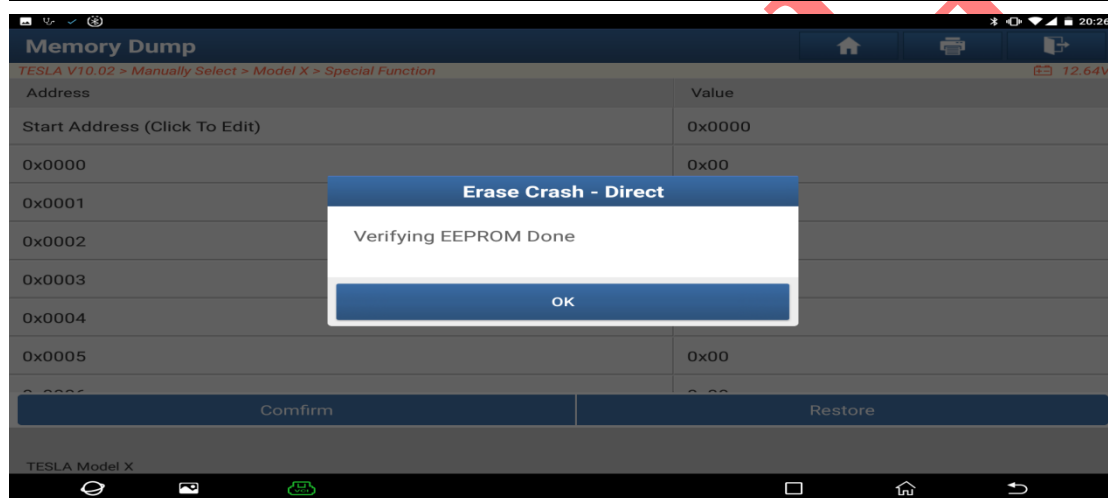 20:26
Memory Dump
TESLA V10.02 > Manually Select > Model X > Special Function
12.64V
Address Value
Start Address (Click To Edit) 0x0000
0x0000 0x00
Erase Crash - Direct
0x0001
0x0002
Verifying EEPROM Done
0x0003
OK
0x0004
0x0005 0x00
Comfirm Restore
TESLA Model X
VCI